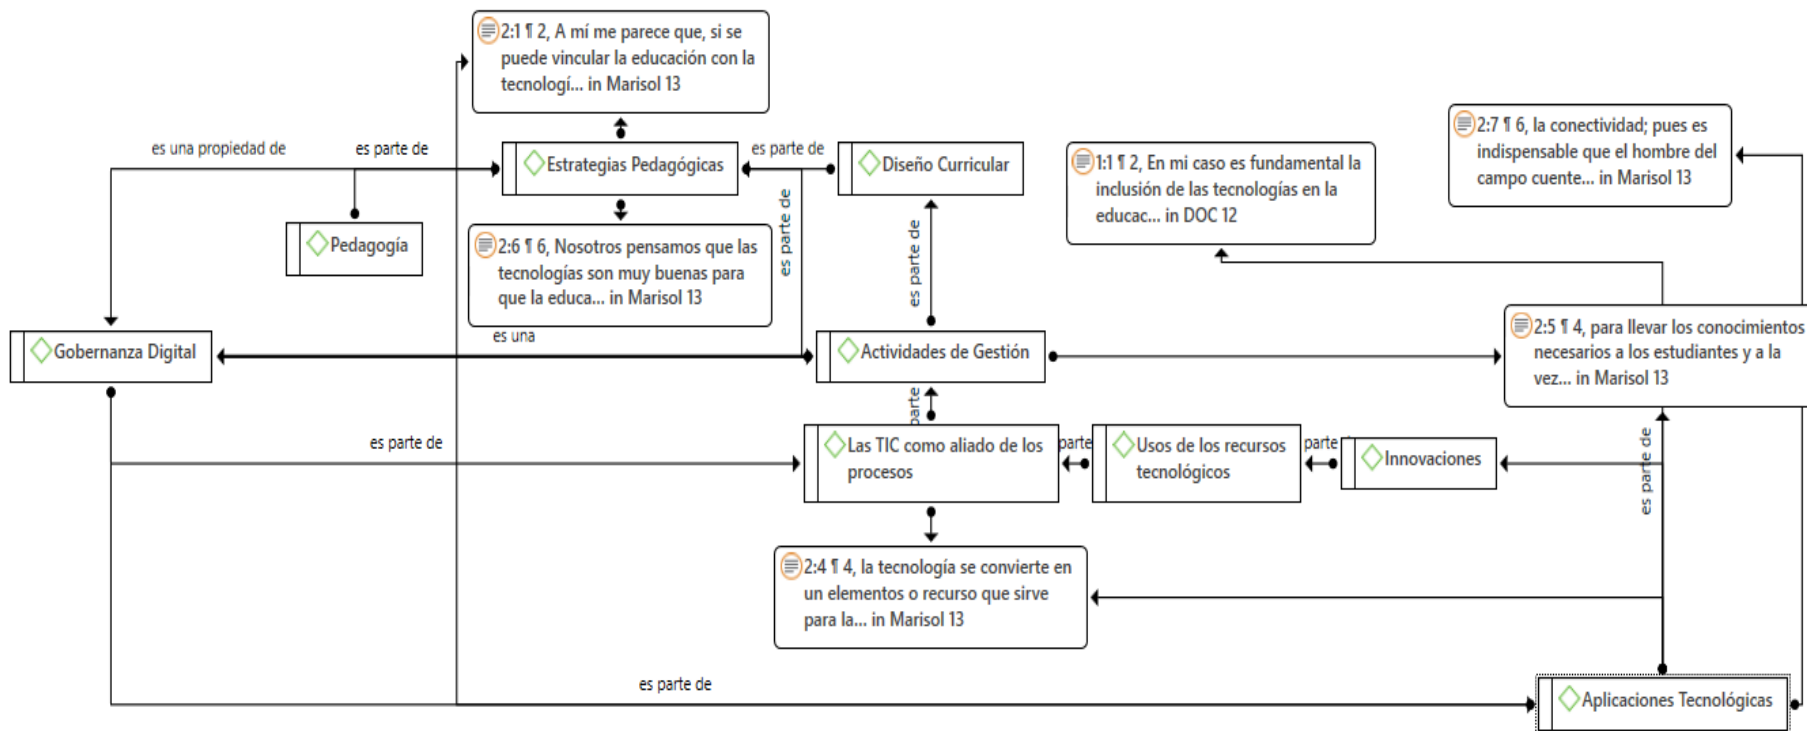 2:1 ¶ 2, A mí me parece que, si se
puede vincular la educación con la
tecnologí... in Marisol 13
es una propiedad de
es parte de
Estrategias Pedagógicas
es parte de
Diseño Curricular
Pedagogía
2:6 ¶ 6, Nosotros pensamos que las
tecnologías son muy buenas para
que la educa... in Marisol 13
es parte de
es parte de
1:1 ¶ 2, En mi caso es fundamental la
inclusión de las tecnologías en la
educac... in DOC 12
2:7 ¶ 6, la conectividad; pues es
indispensable que el hombre del
campo cuente... in Marisol 13
Gobernanza Digital
es una
Actividades de Gestión
2:5 ¶ 4, para llevar los conocimientos
necesarios a los estudiantes y a la
vez... in Marisol 13
es parte de
parte
Las TIC como aliado de los
procesos
parte
Usos de los recursos
tecnológicos
parte
Innovaciones
es parte de
2:4 ¶ 4, la tecnología se convierte en
un elementos o recurso que sirve
para la... in Marisol 13
es parte de
Aplicaciones Tecnológicas